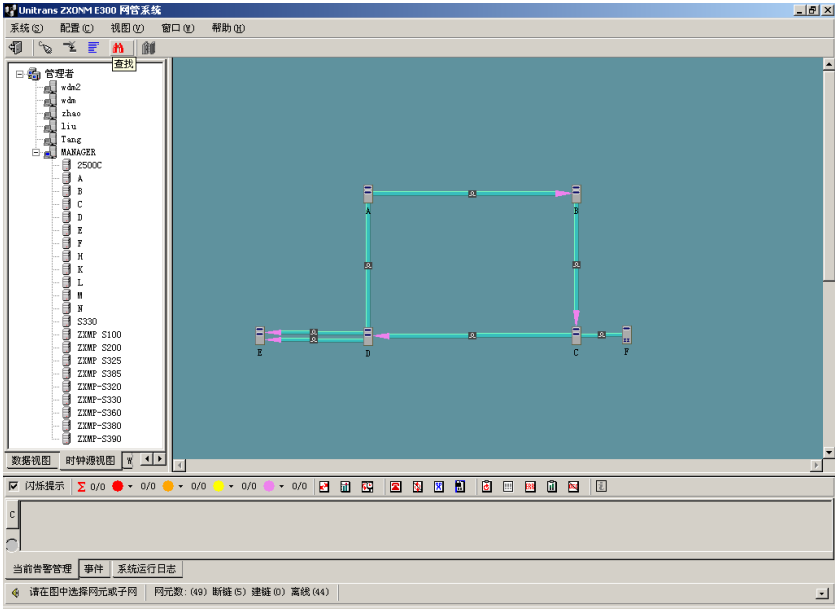 Unitrans ZXONM E300 网管系统
系统(S) 配置(C) 视图(V) 窗口(W) 帮助(H)
查找
管理者
wdm2
wdm
zhao
liu
Tang
MANAGER
2500C
A
B
C
D
E
F
H
K
L
M
N
S330
ZXMP S100
ZXMP S200
ZXMP S325
ZXMP S385
ZXMP-S320
ZXMP-S330
ZXMP-S360
ZXMP-S380
ZXMP-S390
A B
E D C F
数据视图 时钟源视图 W
闪烁提示 Σ 0/0 0/0 0/0 0/0 0/0
C
当前告警管理 事件 系统运行日志
请在图中选择网元或子网 网元数:(49) 断链(5) 建链(0) 离线(44)